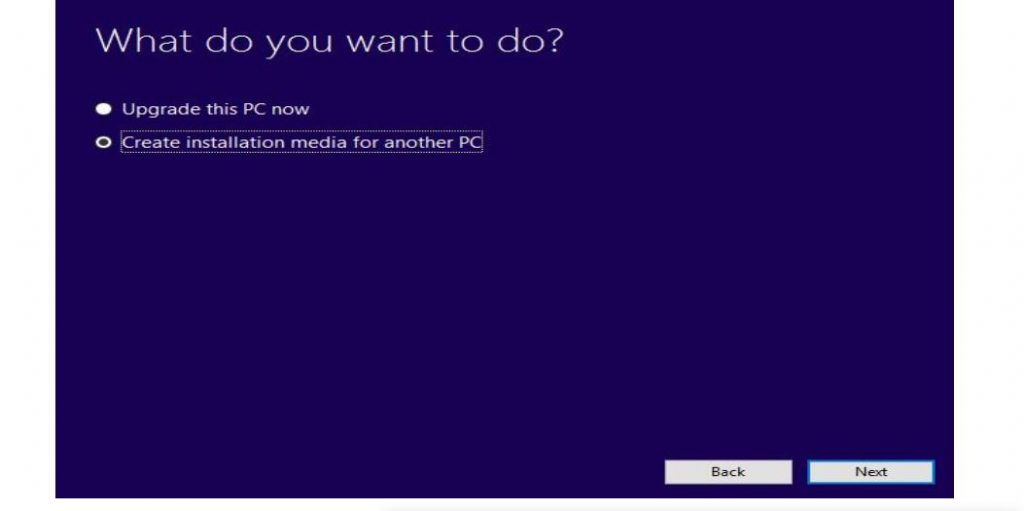 What do you want to do?
Upgrade this PC now
Create installation media for another PC
Back
Next